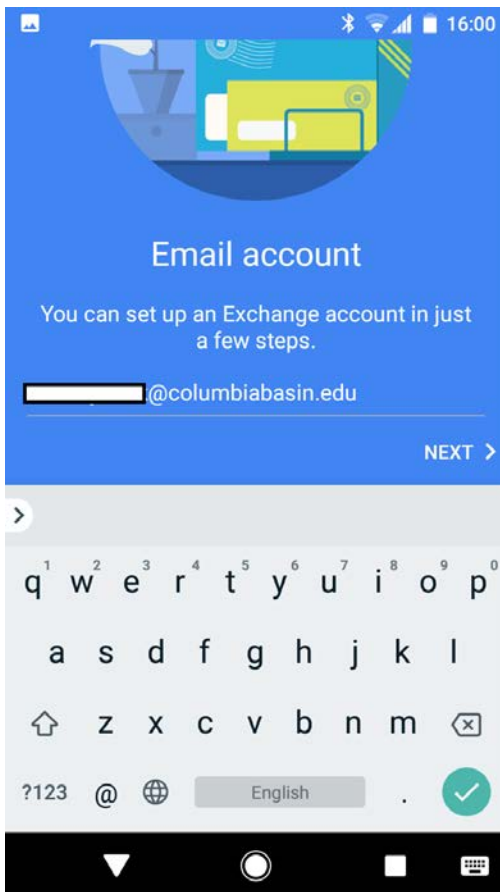 16:00
Email account
You can set up an Exchange account in just
a few steps.
@columbiabasin.edu
NEXT
1 2 3 4 5 6 7 8 9 0
q w e r t y u i o p
a s d f g h j k l
z x c v b n m
?123 @ English .